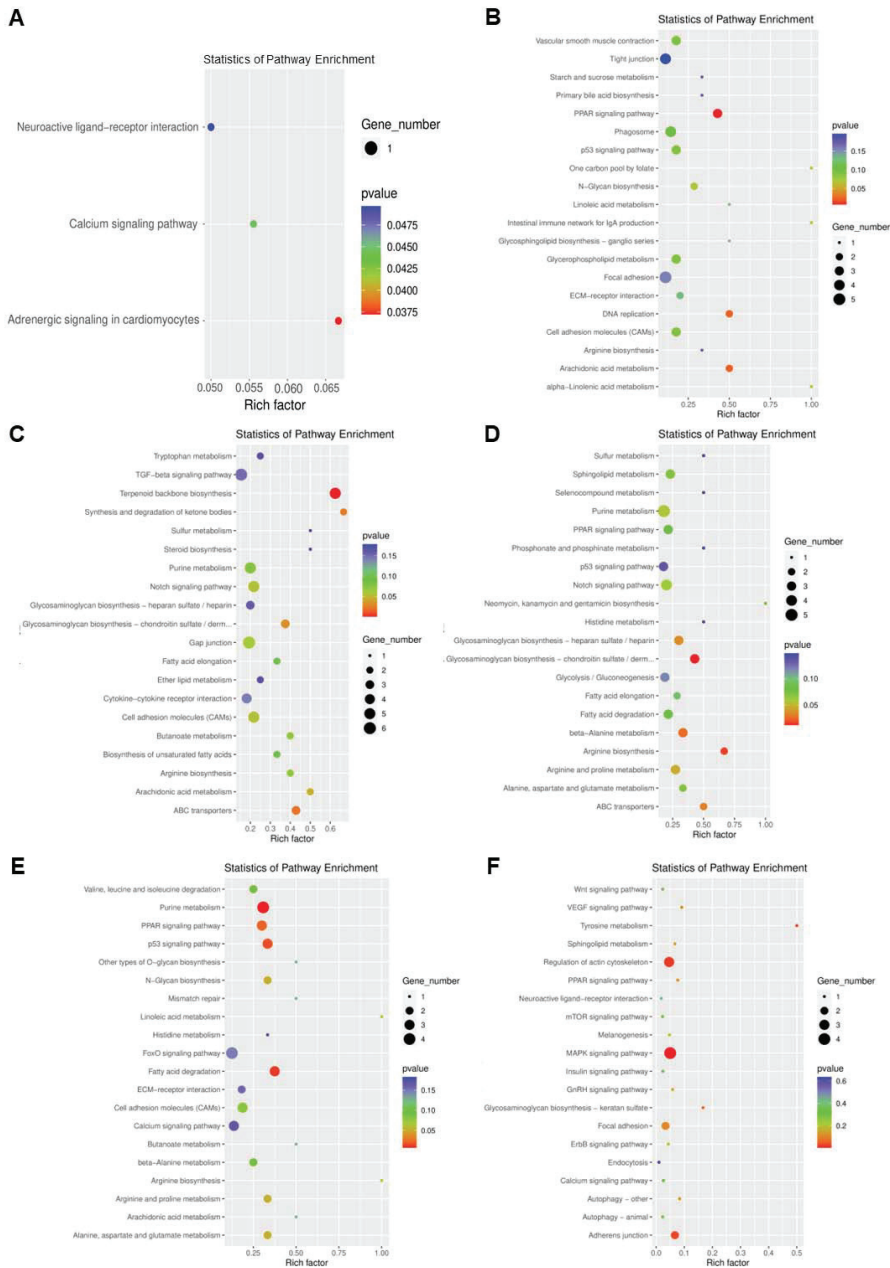 A
Statistics of Pathway Enrichment
Neuroactive ligand−receptor interaction
Calcium signaling pathway
Adrenergic signaling in cardiomyocytes
0.050 0.055 0.060 0.065
Rich factor
Gene_number
1
pvalue
0.0475
0.0450
0.0425
0.0400
0.0375
B
Statistics of Pathway Enrichment
Vascular smooth muscle contraction
Tight junction
Starch and sucrose metabolism
Primary bile acid biosynthesis
PPAR signaling pathway
Phagosome
p53 signaling pathway
One carbon pool by folate
N−Glycan biosynthesis
Linoleic acid metabolism
Intestinal immune network for IgA production
Glycosphingolipid biosynthesis − ganglio series
Glycerophospholipid metabolism
Focal adhesion
ECM−receptor interaction
DNA replication
Cell adhesion molecules (CAMs)
Arginine biosynthesis
Arachidonic acid metabolism
alpha−Linolenic acid metabolism
0.25 0.50 0.75 1.00
Rich factor
pvalue
0.15
0.10
0.05
Gene_number
1
2
3
4
5
C
Statistics of Pathway Enrichment
Tryptophan metabolism
TGF−beta signaling pathway
Terpenoid backbone biosynthesis
Synthesis and degradation of ketone bodies
Sulfur metabolism
Steroid biosynthesis
Purine metabolism
Notch signaling pathway
Glycosaminoglycan biosynthesis − heparan sulfate / heparin
Glycosaminoglycan biosynthesis − chondroitin sulfate / derm...
Gap junction
Fatty acid elongation
Ether lipid metabolism
Cytokine−cytokine receptor interaction
Cell adhesion molecules (CAMs)
Butanoate metabolism
Biosynthesis of unsaturated fatty acids
Arginine biosynthesis
Arachidonic acid metabolism
ABC transporters
0.2 0.3 0.4 0.5 0.6
Rich factor
pvalue
0.15
0.10
0.05
Gene_number
1
2
3
4
5
6
D
Statistics of Pathway Enrichment
Sulfur metabolism
Sphingolipid metabolism
Selenocompound metabolism
Purine metabolism
PPAR signaling pathway
Phosphonate and phosphinate metabolism
p53 signaling pathway
Notch signaling pathway
Neomycin, kanamycin and gentamicin biosynthesis
Histidine metabolism
Glycosaminoglycan biosynthesis − heparan sulfate / heparin
Glycosaminoglycan biosynthesis − chondroitin sulfate / derm...
Glycolysis / Gluconeogenesis
Fatty acid elongation
Fatty acid degradation
beta−Alanine metabolism
Arginine biosynthesis
Arginine and proline metabolism
Alanine, aspartate and glutamate metabolism
ABC transporters
0.25 0.50 0.75 1.00
Rich factor
Gene_number
1
2
3
4
5
pvalue
0.10
0.05
E
Statistics of Pathway Enrichment
Valine, leucine and isoleucine degradation
Purine metabolism
PPAR signaling pathway
p53 signaling pathway
Other types of O−glycan biosynthesis
N−Glycan biosynthesis
Mismatch repair
Linoleic acid metabolism
Histidine metabolism
FoxO signaling pathway
Fatty acid degradation
ECM−receptor interaction
Cell adhesion molecules (CAMs)
Calcium signaling pathway
Butanoate metabolism
beta−Alanine metabolism
Arginine biosynthesis
Arginine and proline metabolism
Arachidonic acid metabolism
Alanine, aspartate and glutamate metabolism
0.25 0.50 0.75 1.00
Rich factor
Gene_number
1
2
3
4
pvalue
0.15
0.10
0.05
F
Statistics of Pathway Enrichment
Wnt signaling pathway
VEGF signaling pathway
Tyrosine metabolism
Sphingolipid metabolism
Regulation of actin cytoskeleton
PPAR signaling pathway
Neuroactive ligand−receptor interaction
mTOR signaling pathway
Melanogenesis
MAPK signaling pathway
Insulin signaling pathway
GnRH signaling pathway
Glycosaminoglycan biosynthesis − keratan sulfate
Focal adhesion
ErbB signaling pathway
Endocytosis
Calcium signaling pathway
Autophagy − other
Autophagy − animal
Adherens junction
0.0 0.1 0.2 0.3 0.4 0.5
Rich factor
Gene_number
1
2
3
4
pvalue
0.6
0.4
0.2